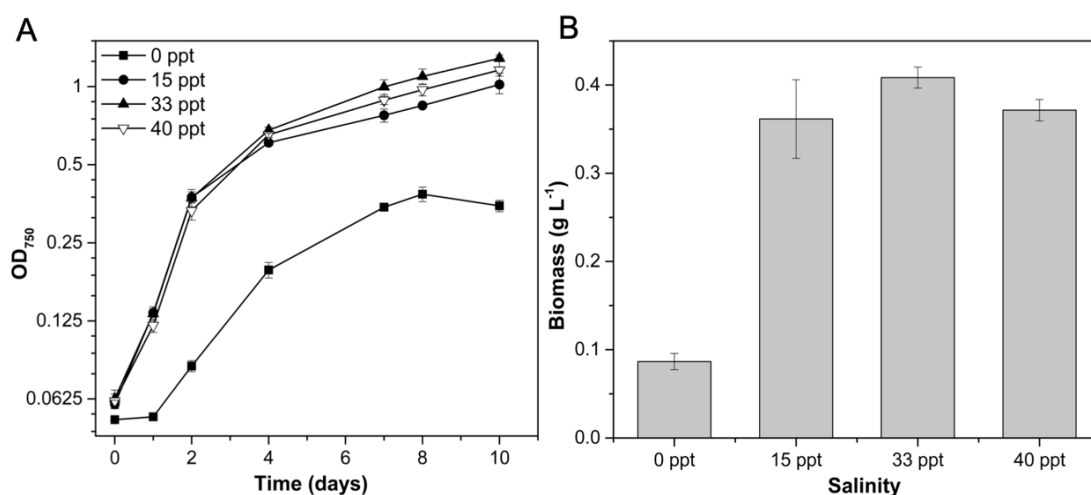 A
0 ppt
15 ppt
33 ppt
40 ppt
1
0.5
0.25
0.125
0.0625
OD750
0 2 4 6 8 10
Time (days)
B
0.4
0.3
0.2
0.1
0.0
Biomass (g L-1)
0 ppt 15 ppt 33 ppt 40 ppt
Salinity